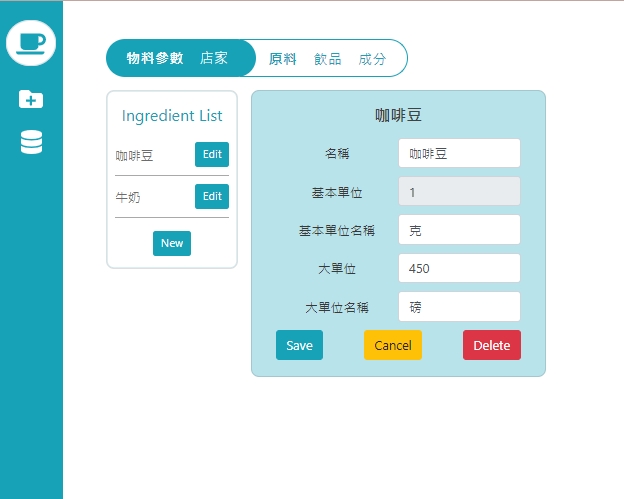 物料參數 店家 原料 飲品 成分
Ingredient List
咖啡豆 Edit
牛奶 Edit
New
咖啡豆
名稱 咖啡豆
基本單位 1
基本單位名稱 克
大單位 450
大單位名稱 磅
Save Cancel Delete